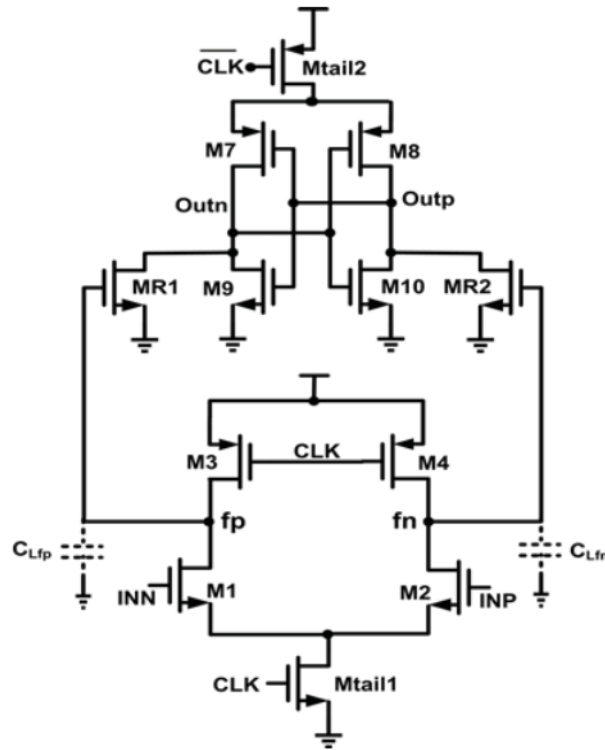 CLK
Mtail2
M7
M8
Outn
Outp
MR1
M9
M10
MR2
M3
CLK
M4
fp
fn
CLfp
CLfn
INN
M1
M2
INP
CLK
Mtail1